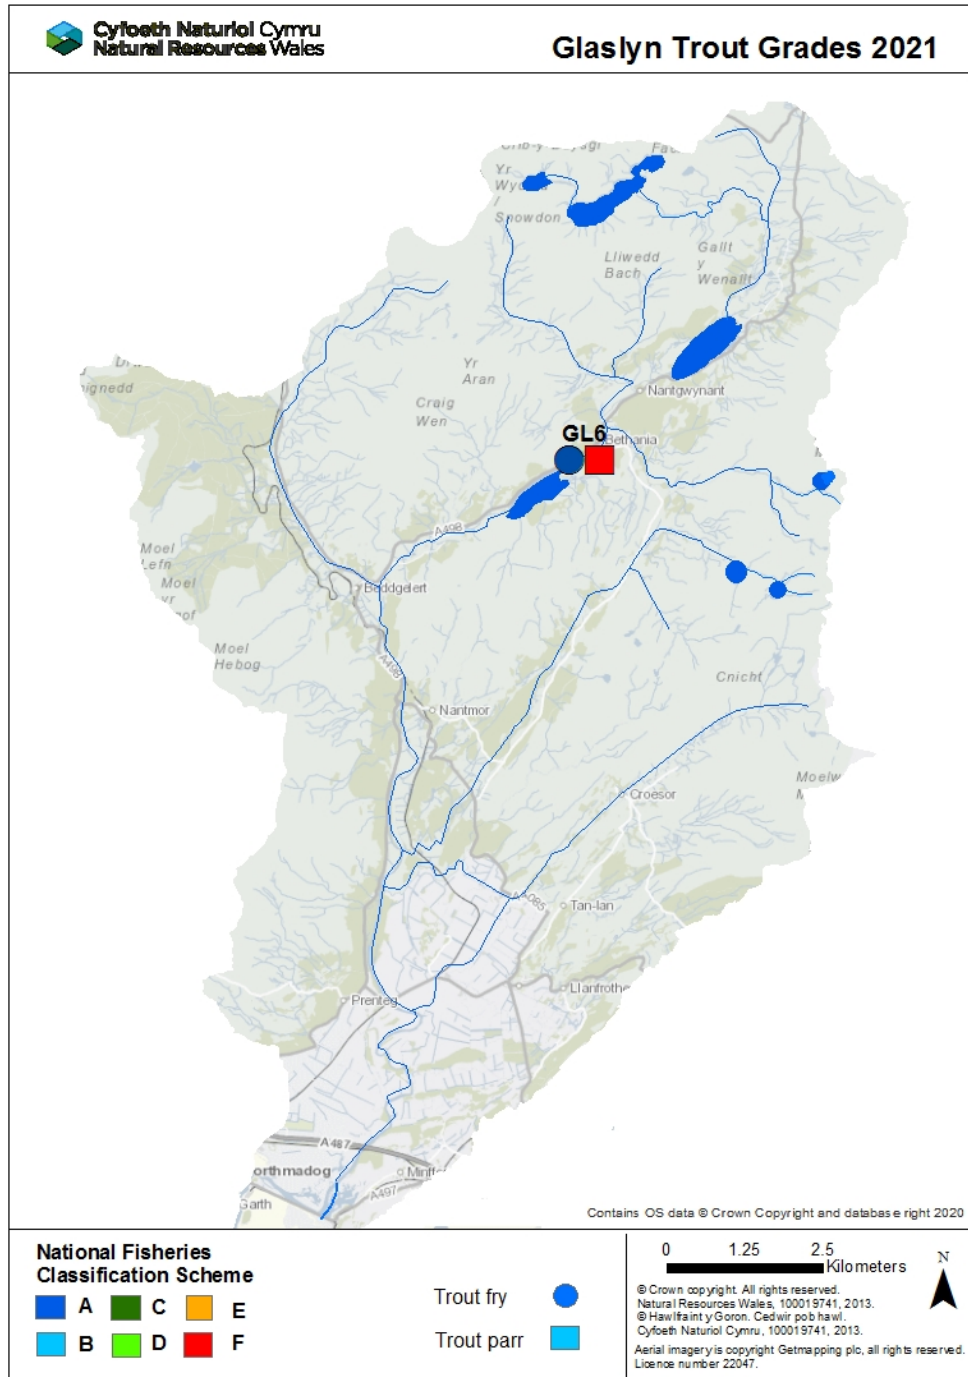 Cyfoeth Naturiol Cymru
Natural Resources Wales
Glaslyn Trout Grades 2021
Yr
Snowdon
Lliwedd
Bach
Gallt
y
Wenallt
Yr
Aran
Craig
Wen
Nantgwynant
GL6
Bethania
A498
Moel
Lefn
Moel
yr
Beddgelert
Moel
Hebog
A498
Cnicht
Nantmor
Croesor
Tan-lan
Prenteg
Llanfrothe
A487
orthmadog
Minff
A497
Garth
Contains OS data © Crown Copyright and database right 2020
National Fisheries
Classification Scheme
A C E
B D F
Trout fry
Trout parr
0 1.25 2.5
Kilometers
N
© Crown copyright. All rights reserved.
Natural Resources Wales, 100019741, 2013.
© Hawlfraint y Goron. Cedwir pob hawl.
Cyfoeth Naturiol Cymru, 100019741, 2013.
Aerial imagery is copyright Getmapping plc, all rights reserved.
Licence number 22047.